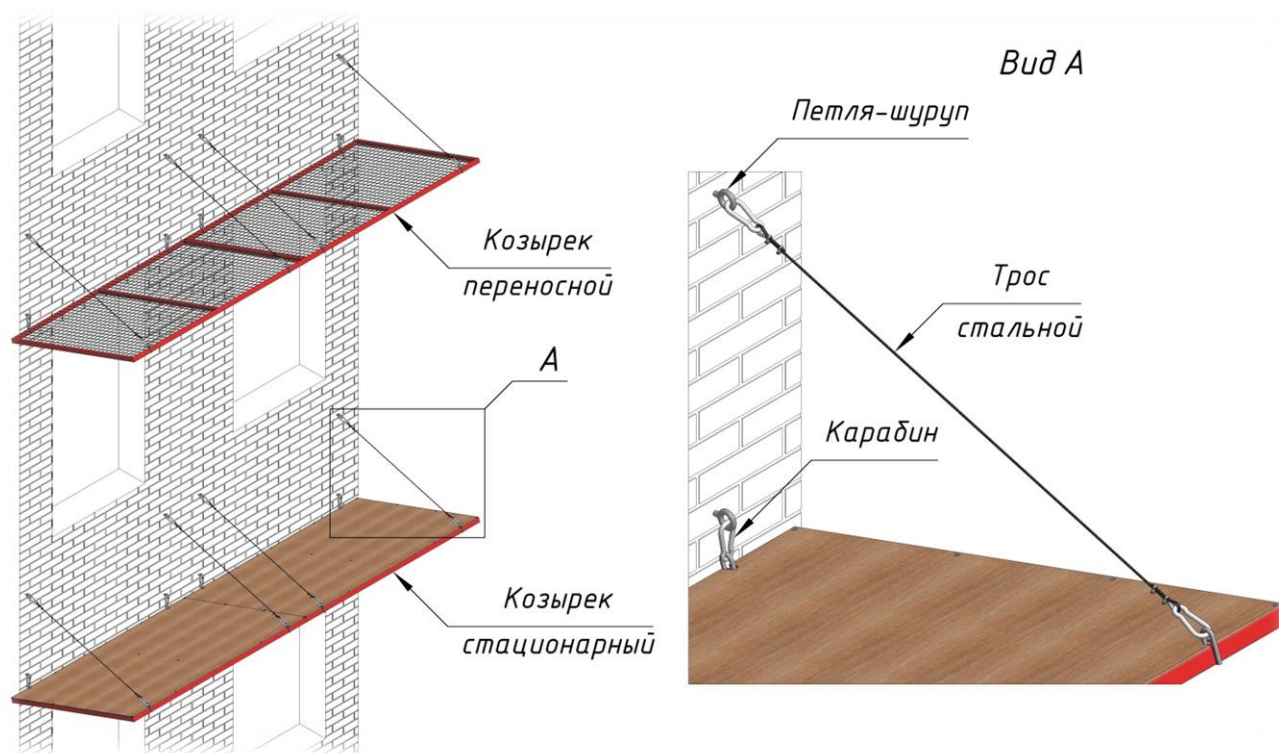 Вид А
Петля-шуруп
Козырек
переносной
Трос
стальной
А
Карабин
Козырек
стационарный